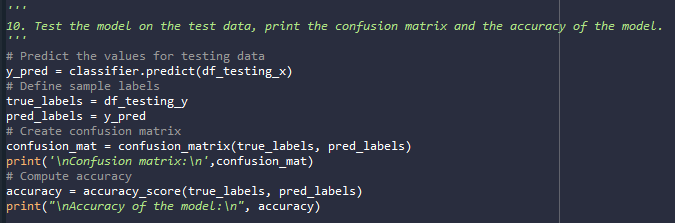 '''
10. Test the model on the test data, print the confusion matrix and the accuracy of the model.
'''
# Predict the values for testing data
y_pred = classifier.predict(df_testing_x)
# Define sample labels
true_labels = df_testing_y
pred_labels = y_pred
# Create confusion matrix
confusion_mat = confusion_matrix(true_labels, pred_labels)
print('\nConfusion matrix:\n',confusion_mat)
# Compute accuracy
accuracy = accuracy_score(true_labels, pred_labels)
print("\nAccuracy of the model:\n", accuracy)